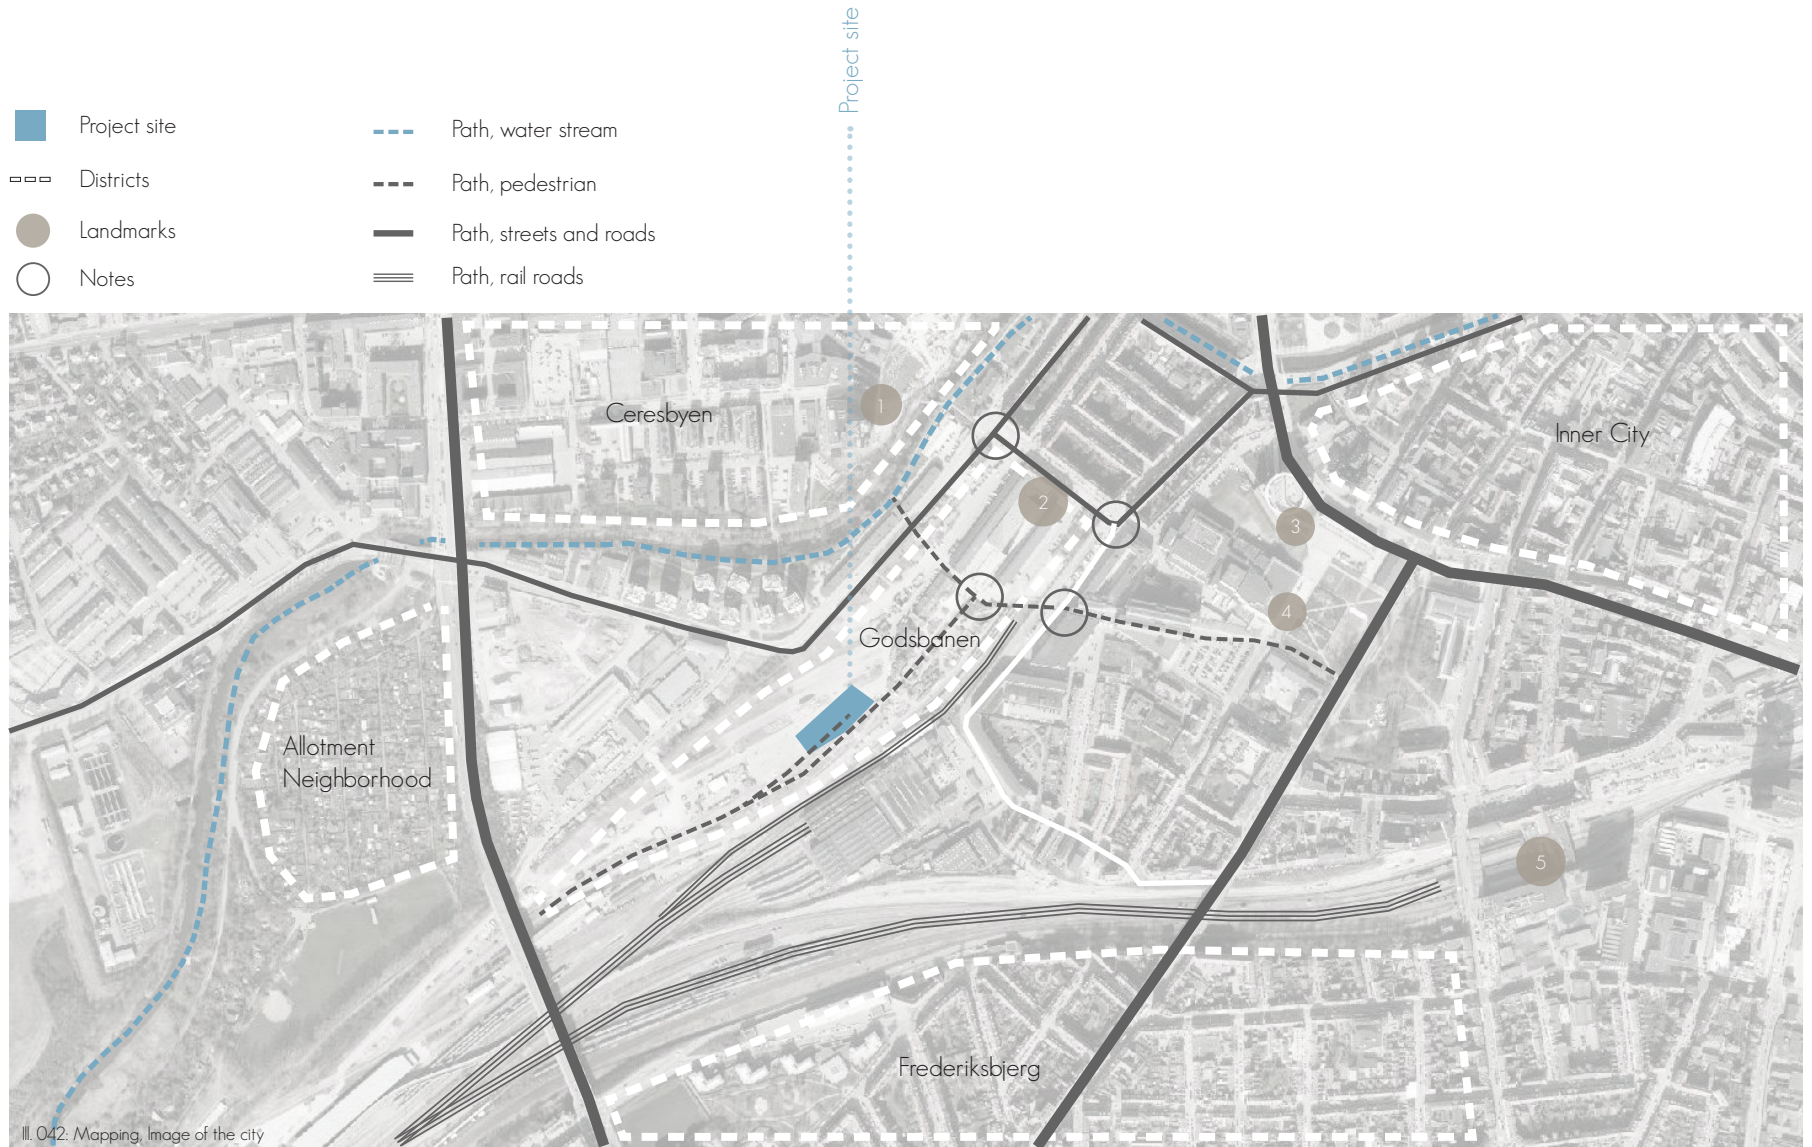 Project site
Project site
Districts
Landmarks
Notes
Path, water stream
Path, pedestrian
Path, streets and roads
Path, rail roads
Ceresbyen
1
Inner City
2
3
4
Godsbanen
Allotment
Neighborhood
5
Frederiksbjerg
Ill. 042: Mapping, Image of the city